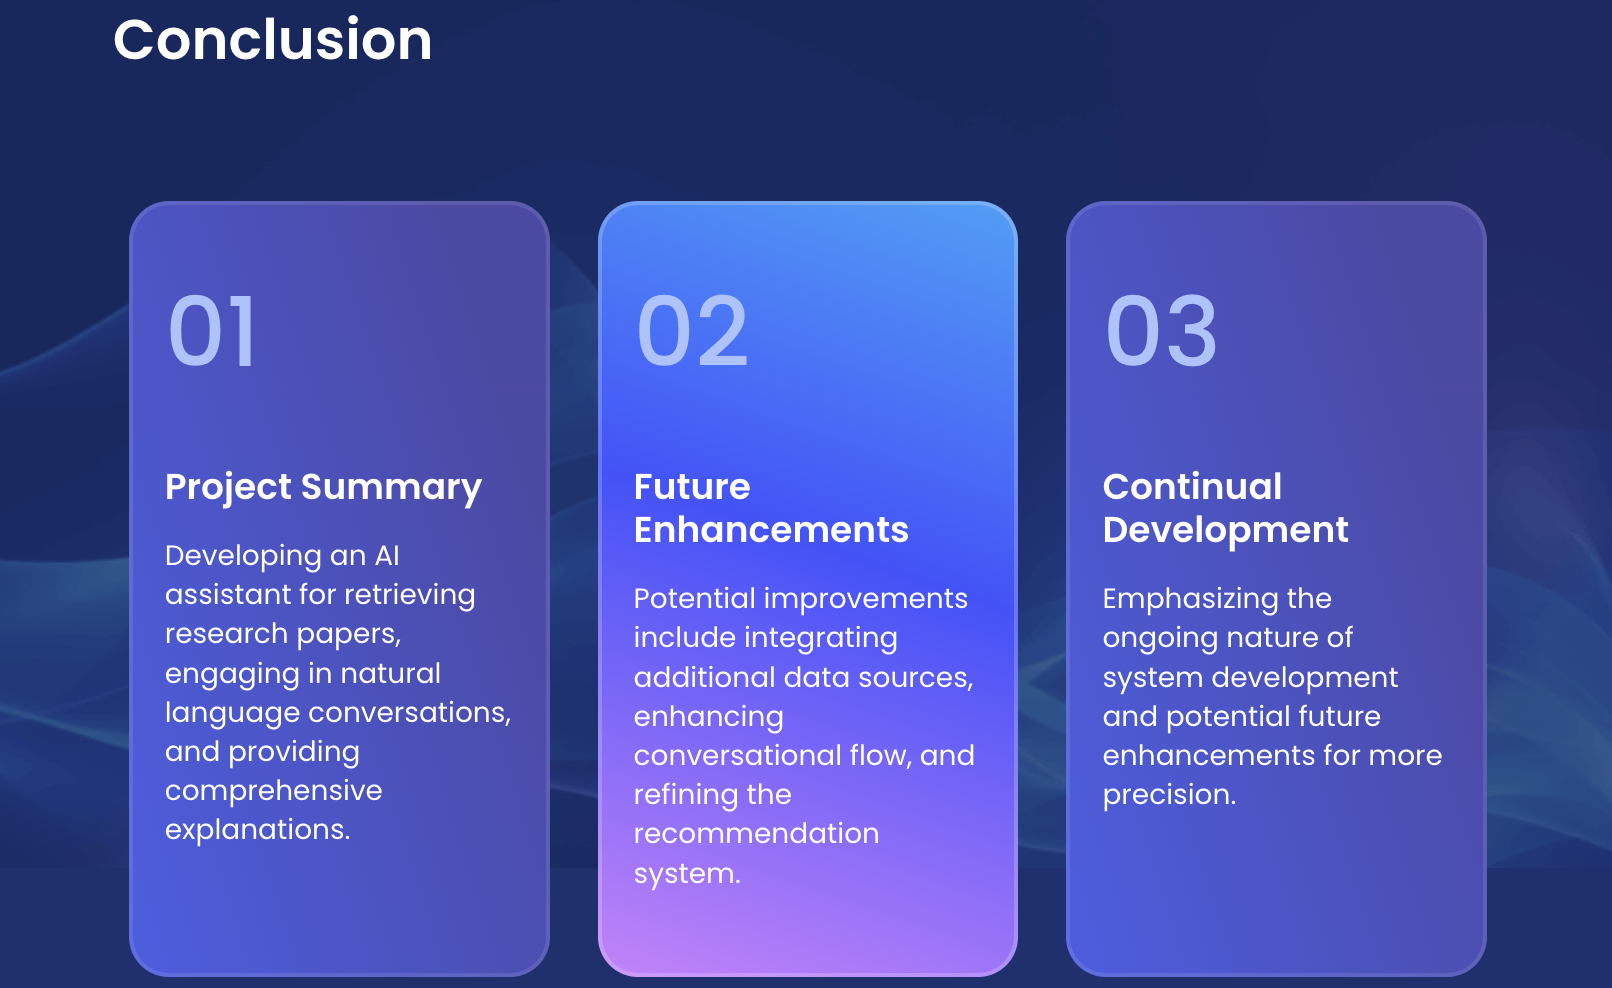 Conclusion
01
Project Summary
Developing an AI
assistant for retrieving
research papers,
engaging in natural
language conversations,
and providing
comprehensive
explanations.
02
Future
Enhancements
Potential improvements
include integrating
additional data sources,
enhancing
conversational flow, and
refining the
recommendation
system.
03
Continual
Development
Emphasizing the
ongoing nature of
system development
and potential future
enhancements for more
precision.